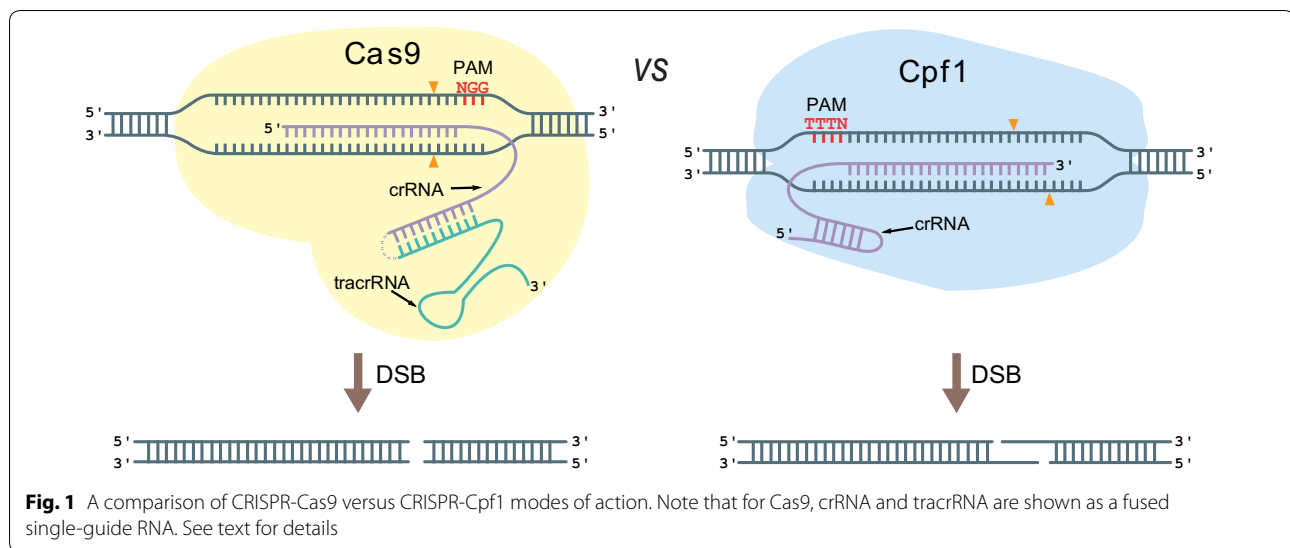 Cas9
VS
Cpf1
PAM
NGG
PAM
TTTN
5'
3'
5'
3'
5'
5'
3'
3'
5'
3'
3'
5'
crRNA
crRNA
5'
tracrRNA
3'
DSB
DSB
5'
3'
5'
3'
3'
5'
3'
5'
Fig. 1 A comparison of CRISPR-Cas9 versus CRISPR-Cpf1 modes of action. Note that for Cas9, crRNA and tracrRNA are shown as a fused
single-guide RNA. See text for details